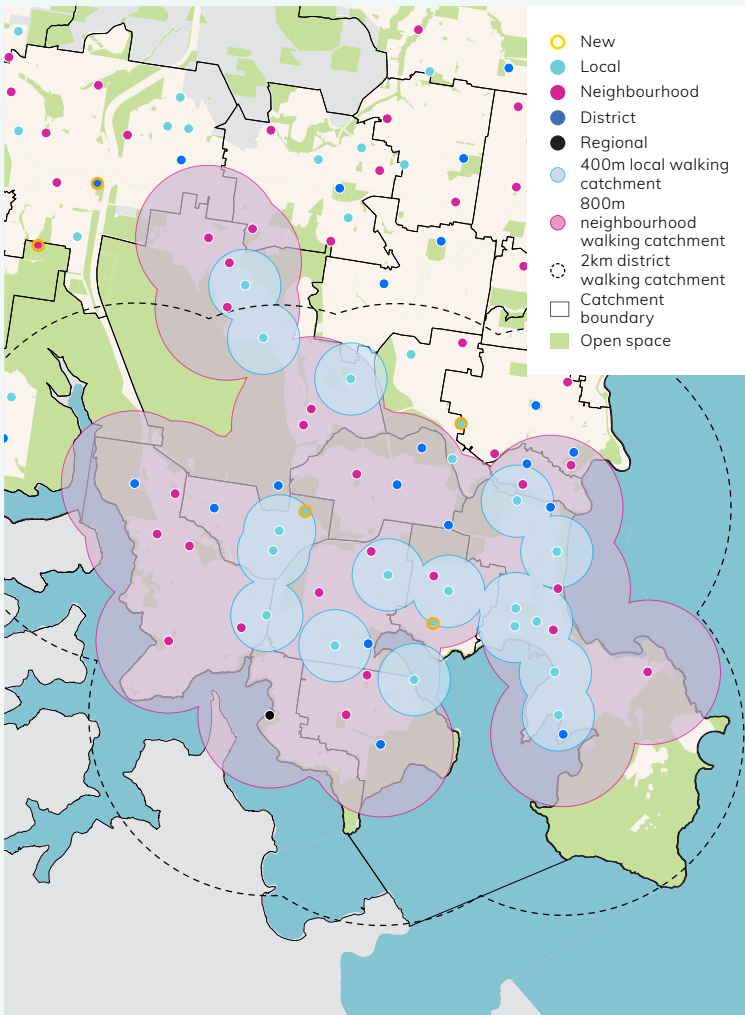 New
Local
Neighbourhood
District
Regional
400m local walking
catchment
800m
neighbourhood
walking catchment
2km district
walking catchment
Catchment
boundary
Open space